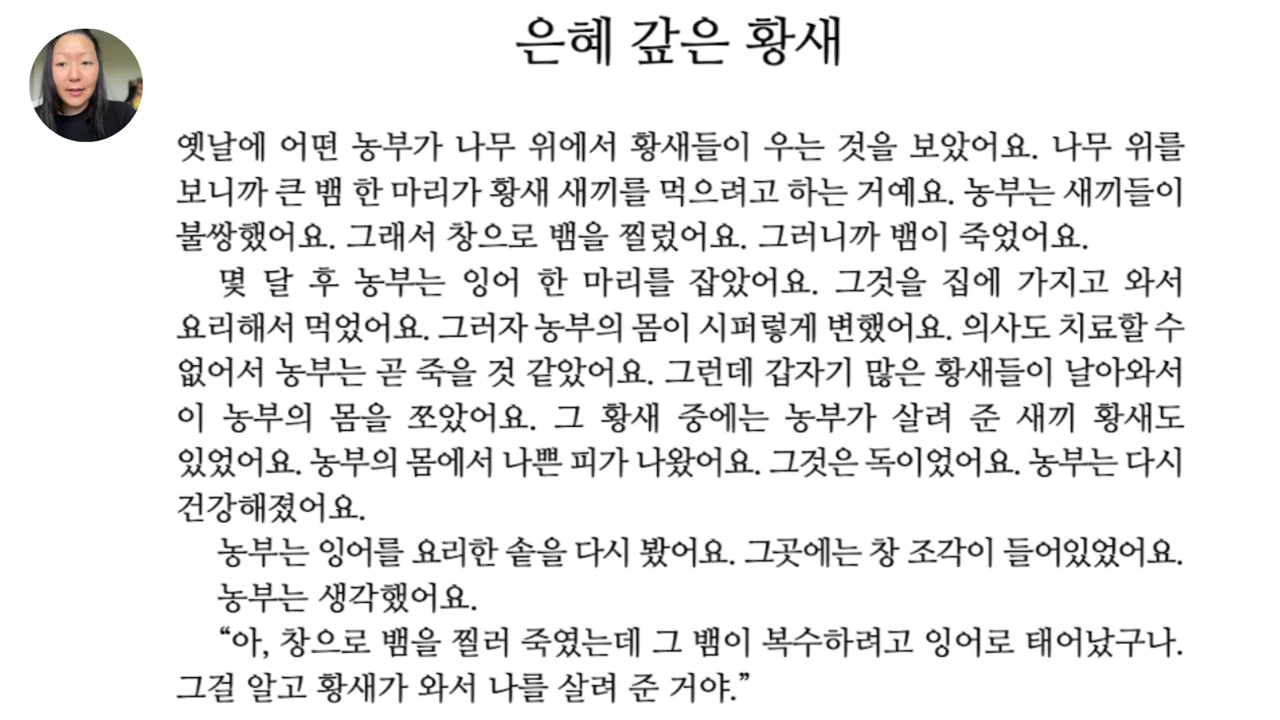 은혜 갚은 황새
옛날에 어떤 농부가 나무 위에서 황새들이 우는 것을 보았어요. 나무 위를
보니까 큰 뱀 한 마리가 황새 새끼를 먹으려고 하는 거예요. 농부는 새끼들이
불쌍했어요. 그래서 창으로 뱀을 찔렀어요. 그러니까 뱀이 죽었어요.
몇 달 후 농부는 잉어 한 마리를 잡았어요. 그것을 집에 가지고 와서
요리해서 먹었어요. 그러자 농부의 몸이 시퍼렇게 변했어요. 의사도 치료할 수
없어서 농부는 곧 죽을 것 같았어요. 그런데 갑자기 많은 황새들이 날아와서
이 농부의 몸을 쪼았어요. 그 황새 중에는 농부가 살려 준 새끼 황새도
있었어요. 농부의 몸에서 나쁜 피가 나왔어요. 그것은 독이었어요. 농부는 다시
건강해졌어요.
농부는 잉어를 요리한 솥을 다시 봤어요. 그곳에는 창 조각이 들어있었어요.
농부는 생각했어요.
“아, 창으로 뱀을 찔러 죽였는데 그 뱀이 복수하려고 잉어로 태어났구나.
그걸 알고 황새가 와서 나를 살려 준 거야.”